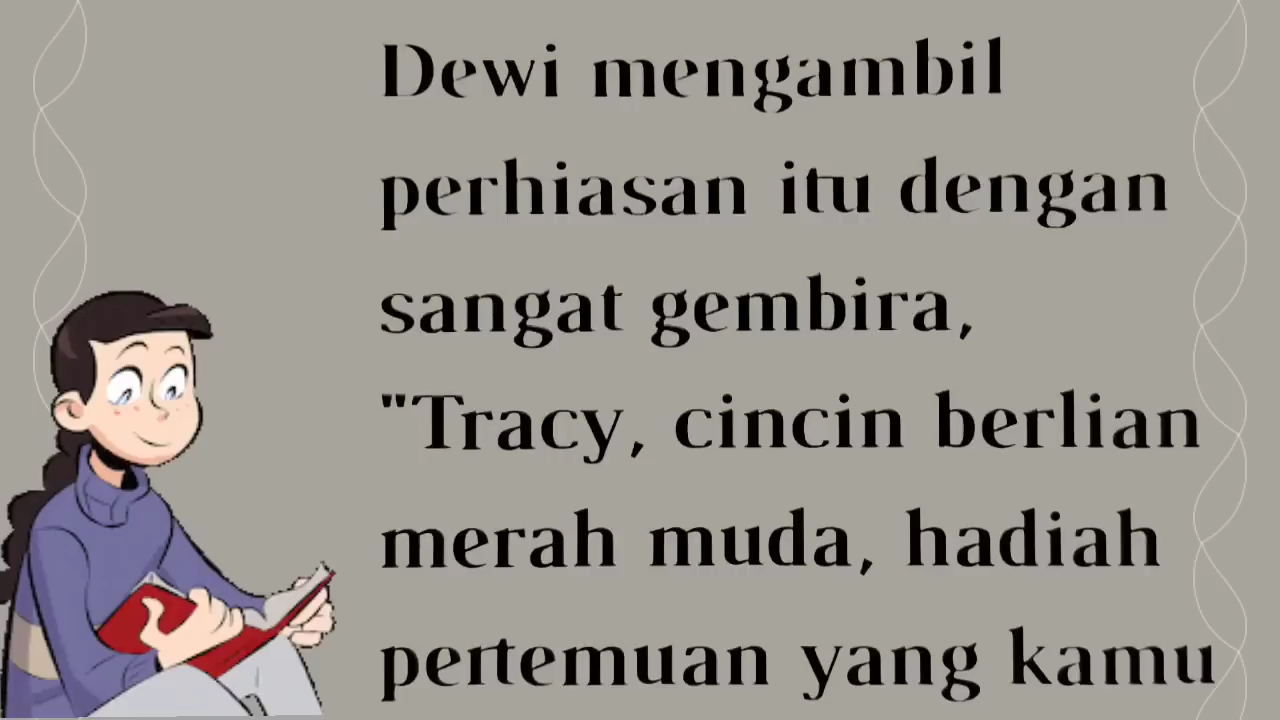 Dewi mengambil
perhiasan itu dengan
sangat gembira,
"Tracy, cincin berlian
merah muda, hadiah
pertemuan yang kamu